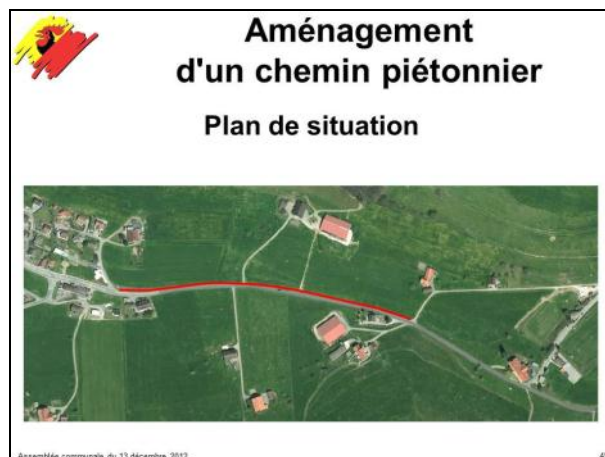 Aménagement
d'un chemin piétonnier
Plan de situation
Assemblée communale du 13 décembre 2012